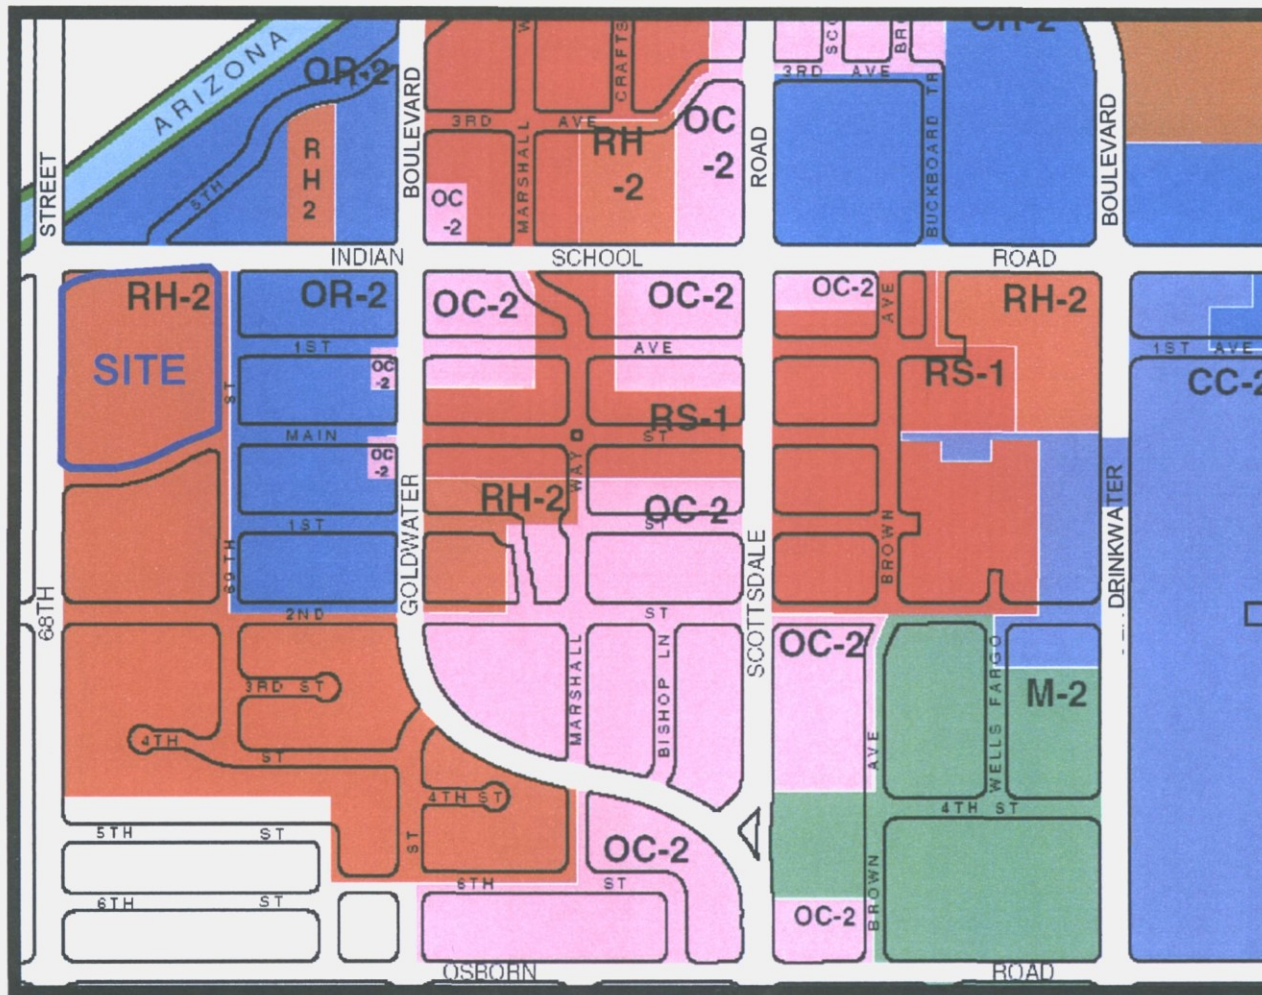 ARIZONA
OR-2
OR-2
5TH
AVE
R
H
2
STREET
BOULEVARD
3RD AVE
MARSHALL
CRAFTS
RH
-2
OC
-2
OC
-2
ROAD
3RD AVE
BUCKBOARD TR
BOULEVARD
INDIAN SCHOOL ROAD
RH-2
SITE
OR-2
OC-2
OC-2
OC-2
AVE
RH-2
1ST AVE
1ST AVE
OC
-2
ST
RS-1
CC-2
RS-1
MAIN ST
OC
-2
WAY
GOLDWATER
RH-2
OC-2
1ST ST
69TH
BROWN
DRINKWATER
SCOTTSDALE
68TH
2ND ST
OC-2
MARSHALL
BISHOP LN
WELLS FARGO
M-2
3RD ST
4TH ST
AVE
4TH ST
4TH ST
5TH ST
ST
OC-2
6TH ST
6TH ST
OC-2
BROWN
OSBORN ROAD